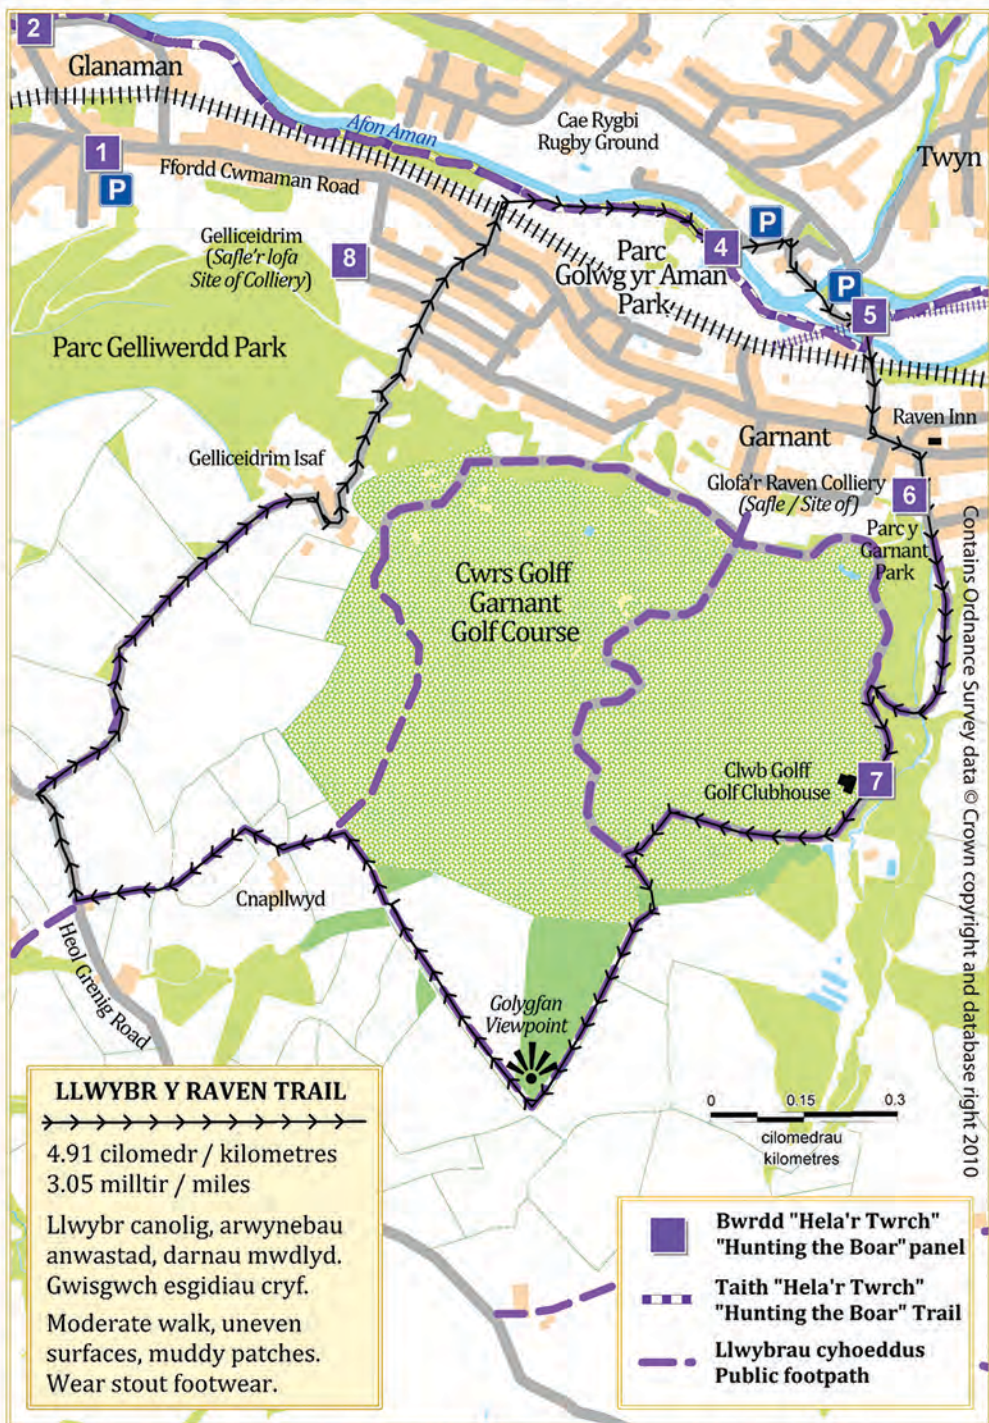 2
Glanaman
Afon Aman
Cae Rygbi
Rugby Ground
Twyn
1
P
Ffordd Cwmaman Road
P
4
Gelliceidrim
(Safle'r lofa
Site of Colliery)
8
Parc
Golwg yr Aman
Park
P
5
Parc Gelliwerdd Park
Raven Inn
Garnant
Gelliceidrim Isaf
Glofa'r Raven Colliery
(Safle / Site of)
6
Parc y
Garnant
Park
Cwrs Golff
Garnant
Golf Course
Clwb Golff
Golf Clubhouse
7
Cnapllwyd
Heol Grenig Road
Golygfan
Viewpoint
Contains Ordnance Survey data © Crown copyright and database right 2010
0 0.15 0.3
cilomedrau
kilometres
LLWYBR Y RAVEN TRAIL
4.91 cilomedr / kilometres
3.05 milltir / miles
Llwybr canolig, arwynebau
anwastad, darnau mwdlyd.
Gwisgwch esgidiau cryf.
Moderate walk, uneven
surfaces, muddy patches.
Wear stout footwear.
Bwrdd "Hela'r Twrch"
"Hunting the Boar" panel
Taith "Hela'r Twrch"
"Hunting the Boar" Trail
Llwybrau cyhoeddus
Public footpath